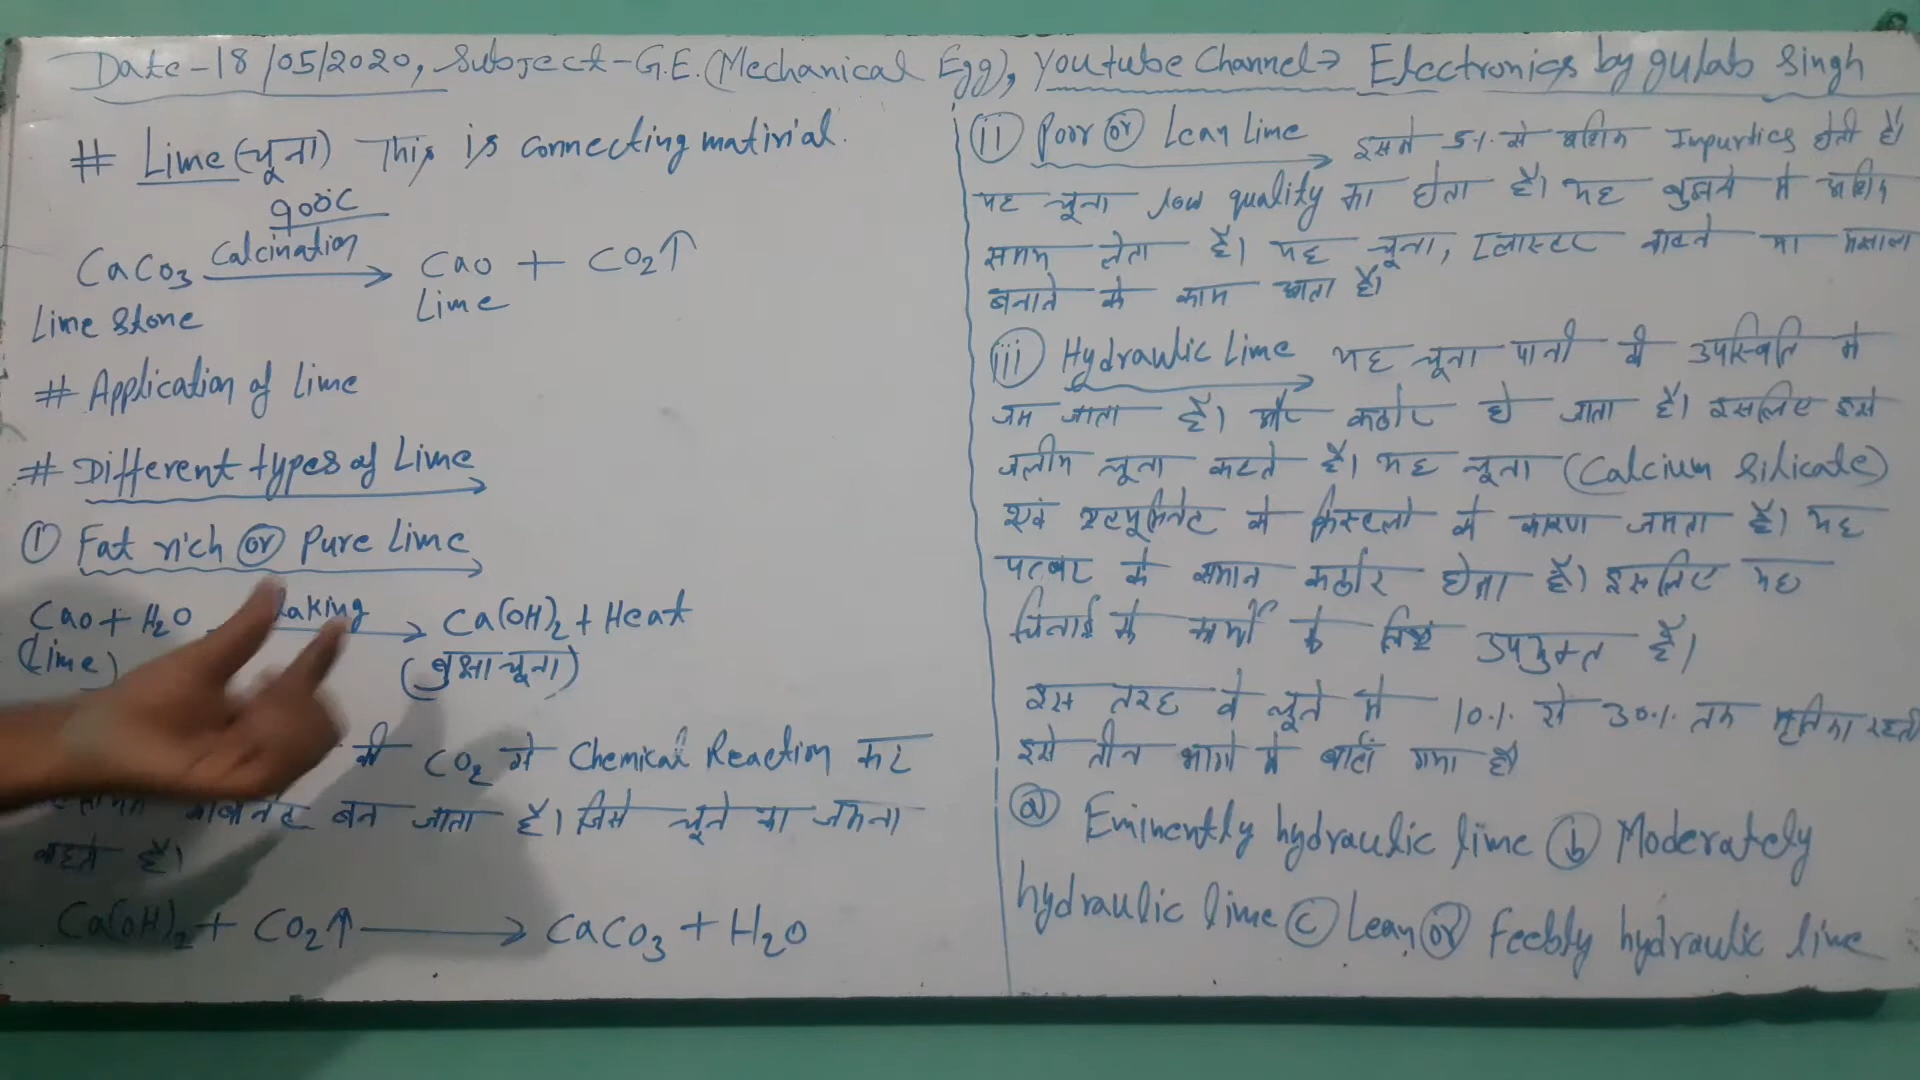 Date-18/05/2020, Subject-G.E.(Mechanical Egg), Youtube Channel→ Electronics by gulab Singh
# Lime (चूना) This is connecting matirial.
900°C
CaCO3 Calcination → CaO + CO2↑
Lime Stone Lime
# Application of Lime
# Different types of Lime
① Fat rich or Pure Lime
CaO + H2O laking → Ca(OH)2 + Heat
(Lime) (बुझा चूना)
की CO2 से Chemical Reaction कर
बन जाता है। जिसे चूने का जमना
कहते है।
Ca(OH)2 + CO2↑ → CaCO3 + H2O
(ii) Poor or Lean Lime इसमे 5% से अधिक Impurties होती है
यह चूना low quality का होता है। यह बुझने मे अधिक
समय लेता है। यह चूना, प्लास्टर करने या मसाला
बनाने के काम आता है।
(iii) Hydraulic Lime यह चूना पानी की उपस्थिति मे
जम जाता है। और कठोर हो जाता है। इसलिए इसे
जलीय चूना कहते है। यह चूना (Calcium Silicate)
एवं एल्युमिनेट के क्रिस्टलो के कारण जमता है। यह
पत्थर के समान कठोर होता है। इसलिए यह
चिनाई के कार्यो के लिए उपयुक्त है।
इस तरह के चूने मे 10% से 30% तक मृतिका रहती
इसे तीन भागो मे बांटा गया है
(a) Eminently hydraulic lime (b) Moderately
hydraulic lime (c) Lean or Feebly hydraulic lime